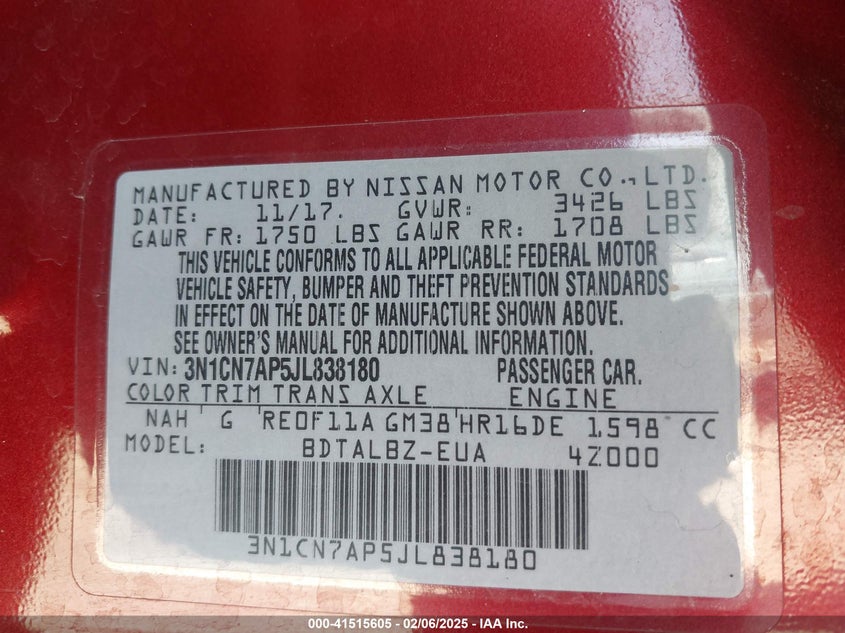 MANUFACTURED BY NISSAN MOTOR CO., LTD.
DATE: 11/17. GVWR: 3426 LBS
GAWR FR: 1750 LBS GAWR RR: 1708 LBS
THIS VEHICLE CONFORMS TO ALL APPLICABLE FEDERAL MOTOR
VEHICLE SAFETY, BUMPER AND THEFT PREVENTION STANDARDS
IN EFFECT ON THE DATE OF MANUFACTURE SHOWN ABOVE.
SEE OWNER'S MANUAL FOR ADDITIONAL INFORMATION.
VIN: 3N1CN7AP5JL838180 PASSENGER CAR.
COLOR TRIM TRANS AXLE ENGINE
NAH G RE0F11A GM38 HR16DE 1598 CC
MODEL: BDTALBZ-EUA 4Z000
3N1CN7AP5JL838180
000-41515605 - 02/06/2025 - IAA Inc.